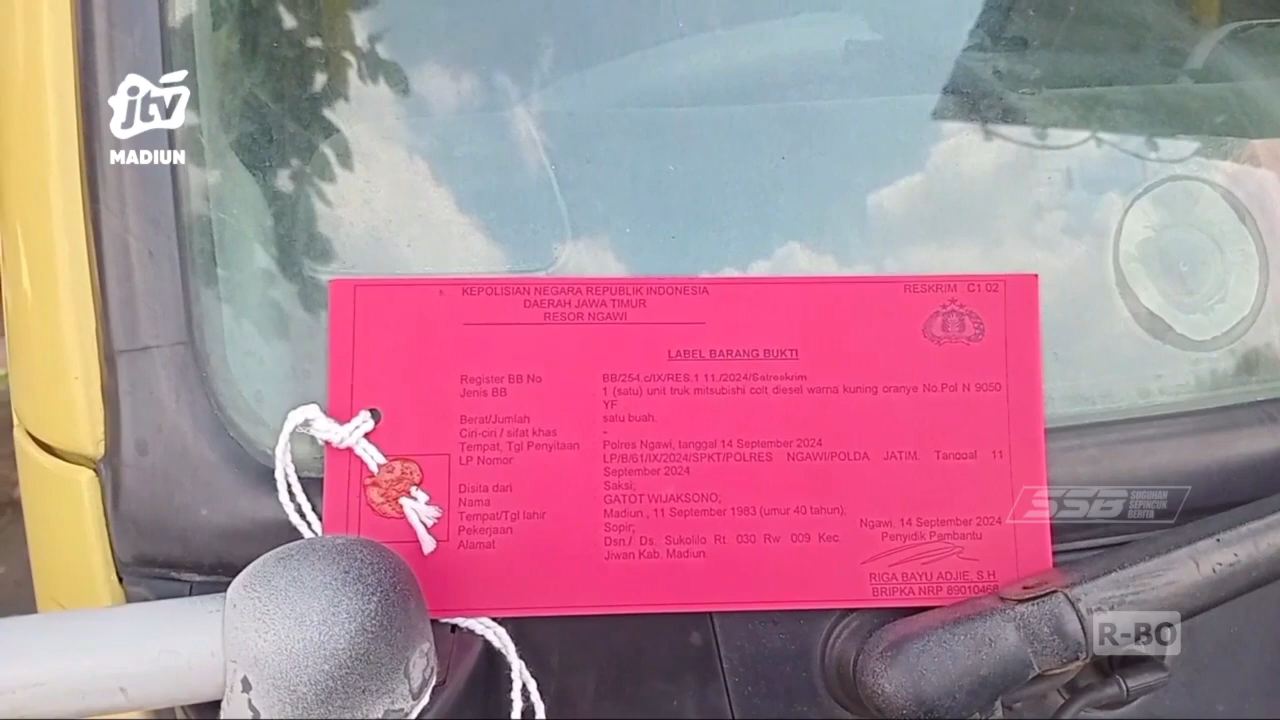 jtv
MADIUN
KEPOLISIAN NEGARA REPUBLIK INDONESIA
DAERAH JAWA TIMUR
RESOR NGAWI
RESKRIM C1 02
LABEL BARANG BUKTI
Register BB No BB/254.c/IX/RES.1 11./2024/Satreskrim
Jenis BB 1 (satu) unit truk mitsubishi colt diesel warna kuning oranye No.Pol N 9050
YF
Berat/Jumlah satu buah.
Ciri-ciri / sifat khas -
Tempat, Tgl Penyitaan Polres Ngawi, tanggal 14 September 2024
LP Nomor LP/B/61/IX/2024/SPKT/POLRES NGAWI/POLDA JATIM. Tanggal 11
September 2024
Disita dari Saksi;
Nama GATOT WIJAKSONO;
Tempat/Tgl lahir Madiun , 11 September 1983 (umur 40 tahun);
Pekerjaan Sopir;
Alamat Dsn./ Ds. Sukolilo Rt. 030 Rw 009 Kec.
Jiwan Kab. Madiun.
Ngawi, 14 September 2024
Penyidik Pembantu
RIGA BAYU ADJIE, S.H
BRIPKA NRP 89010468
SSB SUGUHAN
SEPINCUK
BERITA
R-BO